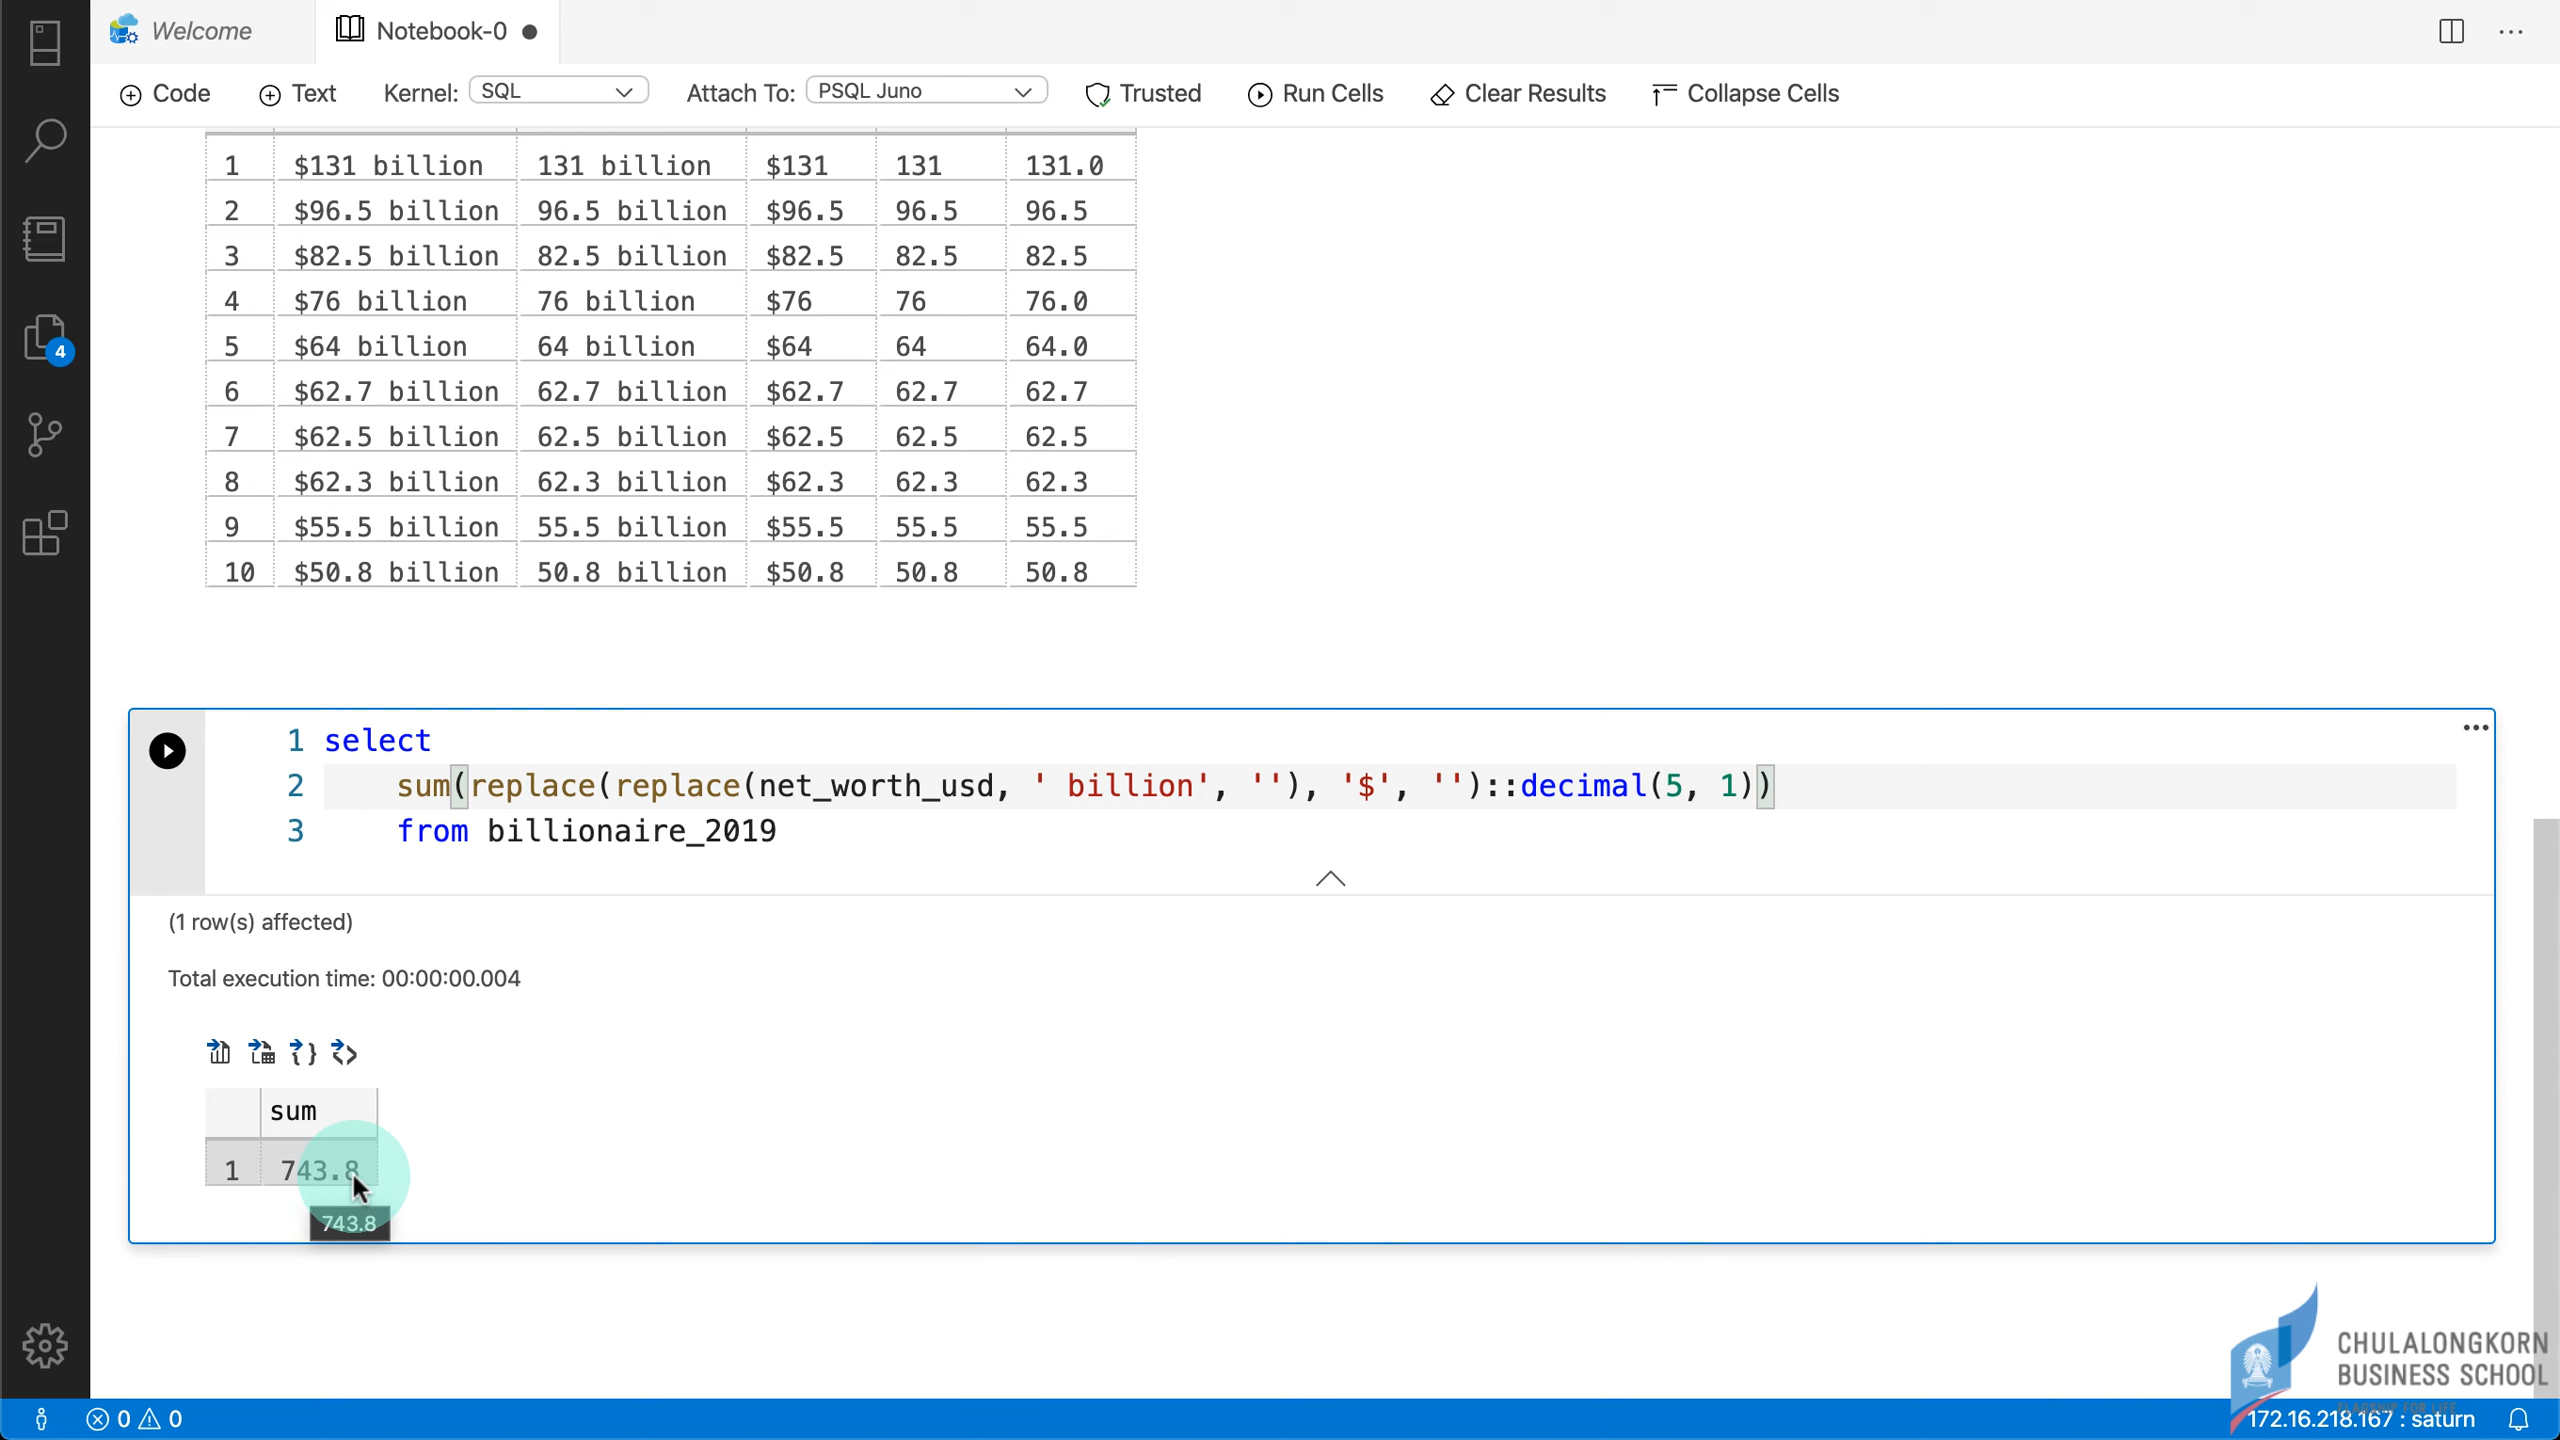 Welcome
Notebook-0
Code Text Kernel: SQL Attach To: PSQL Juno Trusted Run Cells Clear Results Collapse Cells
1 $131 billion 131 billion $131 131 131.0
2 $96.5 billion 96.5 billion $96.5 96.5 96.5
3 $82.5 billion 82.5 billion $82.5 82.5 82.5
4 $76 billion 76 billion $76 76 76.0
5 $64 billion 64 billion $64 64 64.0
6 $62.7 billion 62.7 billion $62.7 62.7 62.7
7 $62.5 billion 62.5 billion $62.5 62.5 62.5
8 $62.3 billion 62.3 billion $62.3 62.3 62.3
9 $55.5 billion 55.5 billion $55.5 55.5 55.5
10 $50.8 billion 50.8 billion $50.8 50.8 50.8
4
1 select
2 sum(replace(replace(net_worth_usd, ' billion', ''), '$', '')::decimal(5, 1))
3 from billionaire_2019
(1 row(s) affected)
Total execution time: 00:00:00.004
sum
1 743.8
743.8
CHULALONGKORN
BUSINESS SCHOOL
FLAGSHIP FOR LIFE
0 0
172.16.218.167 : saturn